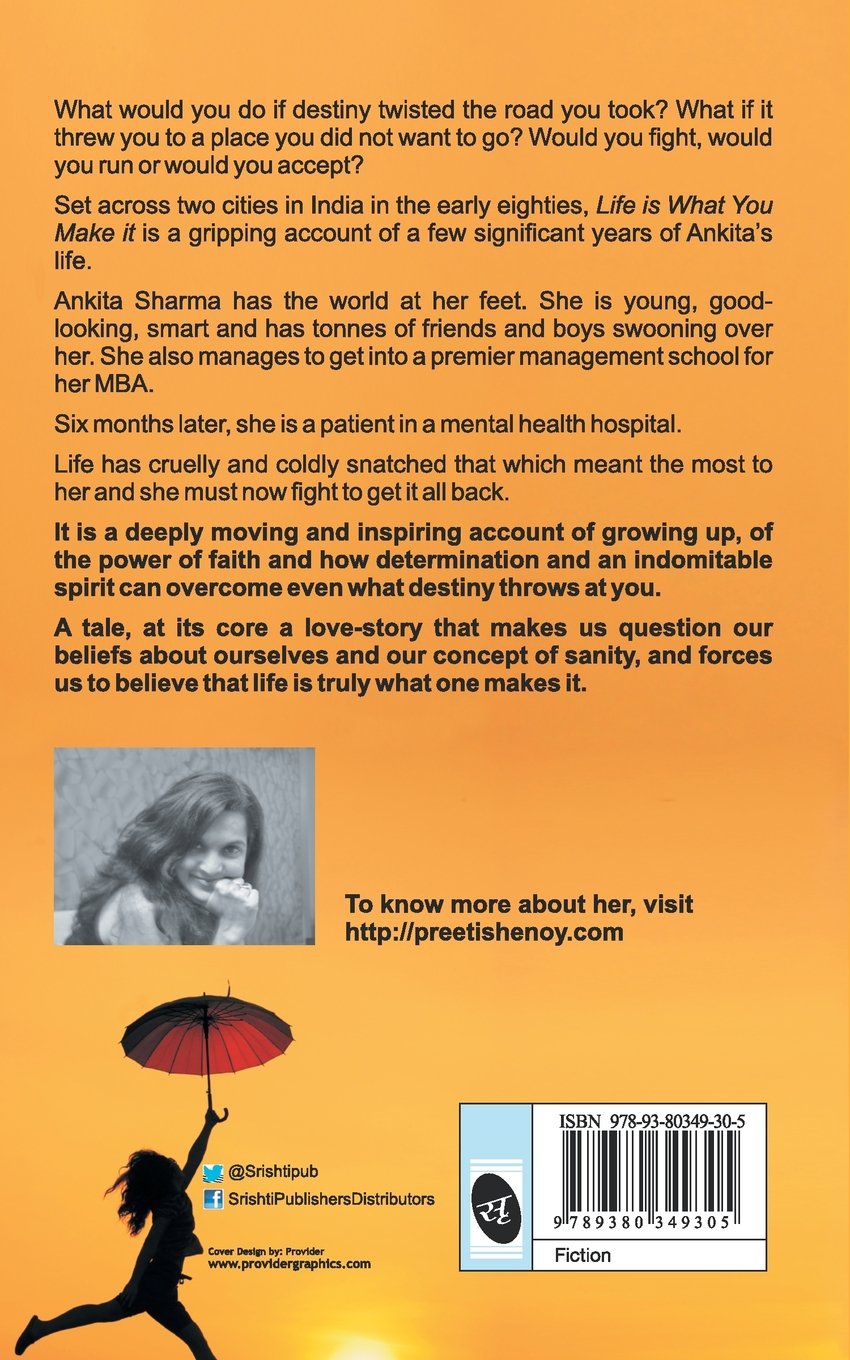 What would you do if destiny twisted the road you took? What if it
threw you to a place you did not want to go? Would you fight, would
you run or would you accept?
Set across two cities in India in the early eighties, Life is What You
Make it is a gripping account of a few significant years of Ankita's
life.
Ankita Sharma has the world at her feet. She is young, good-
looking, smart and has tonnes of friends and boys swooning over
her. She also manages to get into a premier management school for
her MBA.
Six months later, she is a patient in a mental health hospital.
Life has cruelly and coldly snatched that which meant the most to
her and she must now fight to get it all back.
It is a deeply moving and inspiring account of growing up, of
the power of faith and how determination and an indomitable
spirit can overcome even what destiny throws at you.
A tale, at its core a love-story that makes us question our
beliefs about ourselves and our concept of sanity, and forces
us to believe that life is truly what one makes it.
To know more about her, visit
http://preetishenoy.com
@Srishtipub
f SrishtiPublishersDistributors
Cover Design by: Provider
www.providergraphics.com
ISBN 978-93-80349-30-5
9 789380 349305
सृ
Fiction